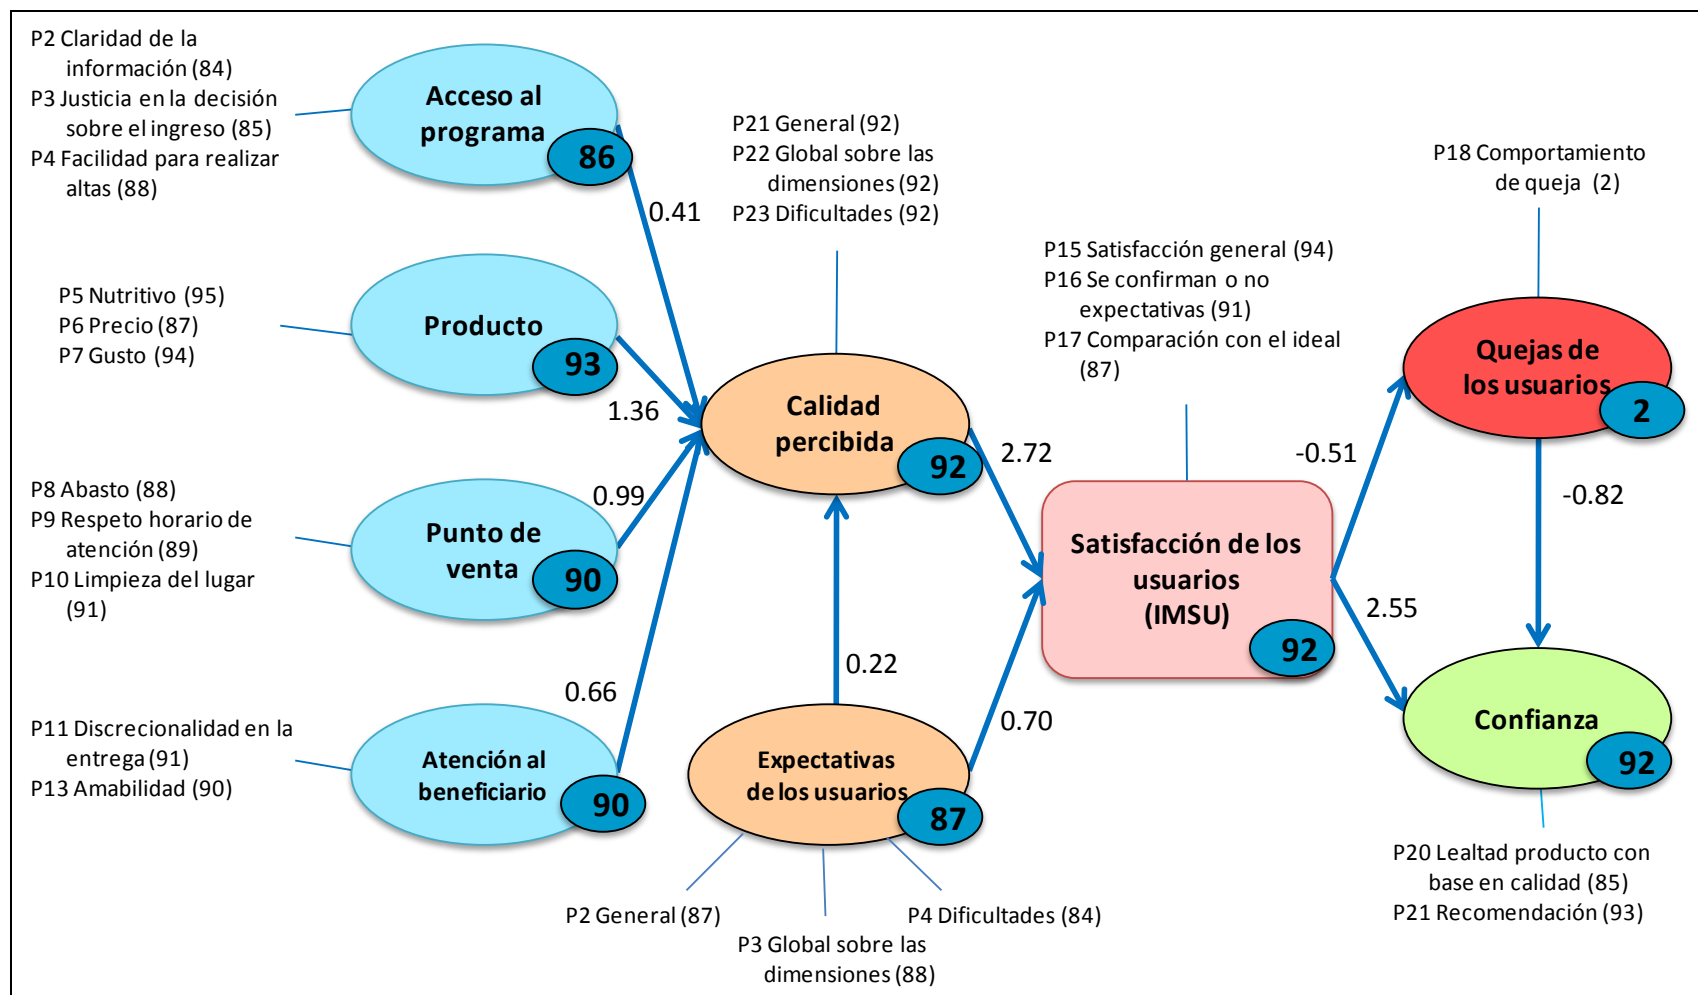 P2 Claridad de la
información (84)
P3 Justicia en la decisión
sobre el ingreso (85)
P4 Facilidad para realizar
altas (88)
Acceso al
programa
86
0.41
P5 Nutritivo (95)
P6 Precio (87)
P7 Gusto (94)
Producto
93
1.36
P8 Abasto (88)
P9 Respeto horario de
atención (89)
P10 Limpieza del lugar
(91)
Punto de
venta
90
0.99
P11 Discrecionalidad en la
entrega (91)
P13 Amabilidad (90)
Atención al
beneficiario
90
0.66
P21 General (92)
P22 Global sobre las
dimensiones (92)
P23 Dificultades (92)
Calidad
percibida
92
2.72
0.22
Expectativas
de los usuarios
87
0.70
P2 General (87)
P3 Global sobre las
dimensiones (88)
P4 Dificultades (84)
P15 Satisfacción general (94)
P16 Se confirman o no
expectativas (91)
P17 Comparación con el ideal
(87)
Satisfacción de los
usuarios
(IMSU)
92
-0.51
2.55
P18 Comportamiento
de queja (2)
Quejas de
los usuarios
2
-0.82
Confianza
92
P20 Lealtad producto con
base en calidad (85)
P21 Recomendación (93)